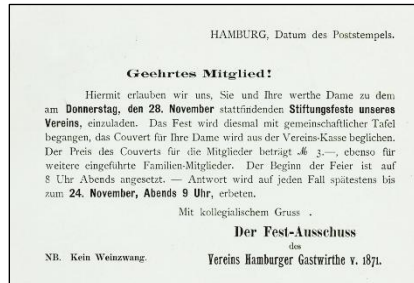 HAMBURG, Datum des Poststempels.
Geehrtes Mitglied!
Hiermit erlauben wir uns, Sie und Ihre werthe Dame zu dem
am Donnerstag, den 28. November stattfindenden Stiftungsfeste unseres
Vereins, einzuladen. Das Fest wird diesmal mit gemeinschaftlicher Tafel
begangen, das Couvert für Ihre Dame wird aus der Vereins-Kasse beglichen.
Der Preis des Couverts für die Mitglieder beträgt ℳ 3.—, ebenso für
weitere eingeführte Familien-Mitglieder. Der Beginn der Feier ist auf
8 Uhr Abends angesetzt. — Antwort wird auf jeden Fall spätestens bis
zum 24. November, Abends 9 Uhr, erbeten.
Mit kollegialischem Gruss .
Der Fest-Ausschuss
des
NB. Kein Weinzwang. Vereins Hamburger Gastwirthe v. 1871.